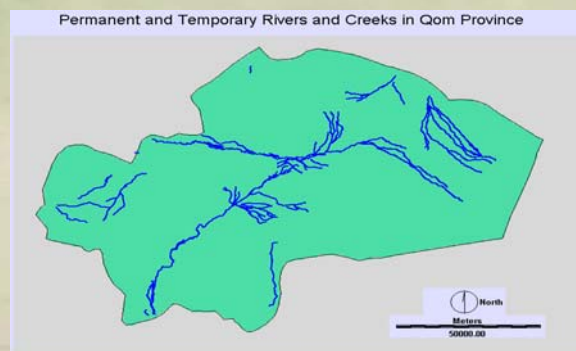 Permanent and Temporary Rivers and Creeks in Qom Province
North
Meters
50000.00